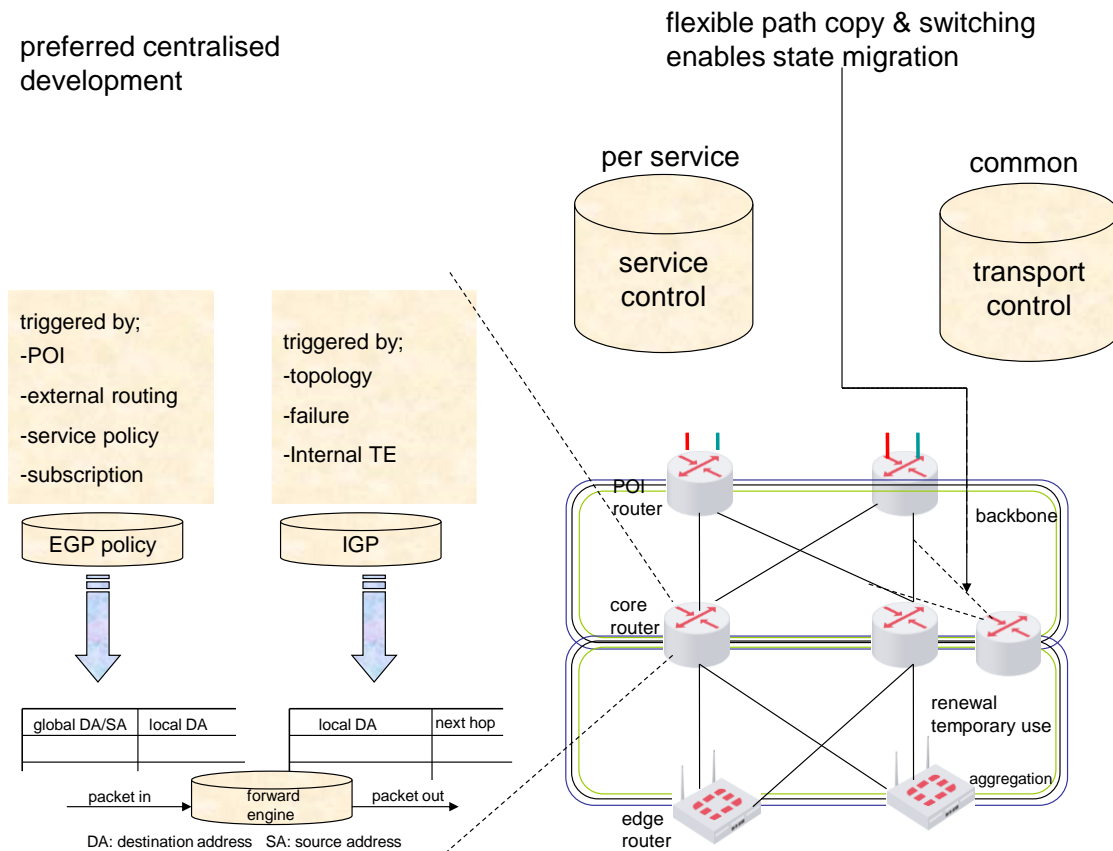 preferred centralised
development
flexible path copy & switching
enables state migration
per service
service
control
common
transport
control
triggered by;
-POI
-external routing
-service policy
-subscription
triggered by;
-topology
-failure
-Internal TE
EGP policy
IGP
global DA/SA
local DA
local DA
next hop
packet in
forward
engine
packet out
DA: destination address SA: source address
POI
router
backbone
core
router
renewal
temporary use
aggregation
edge
router